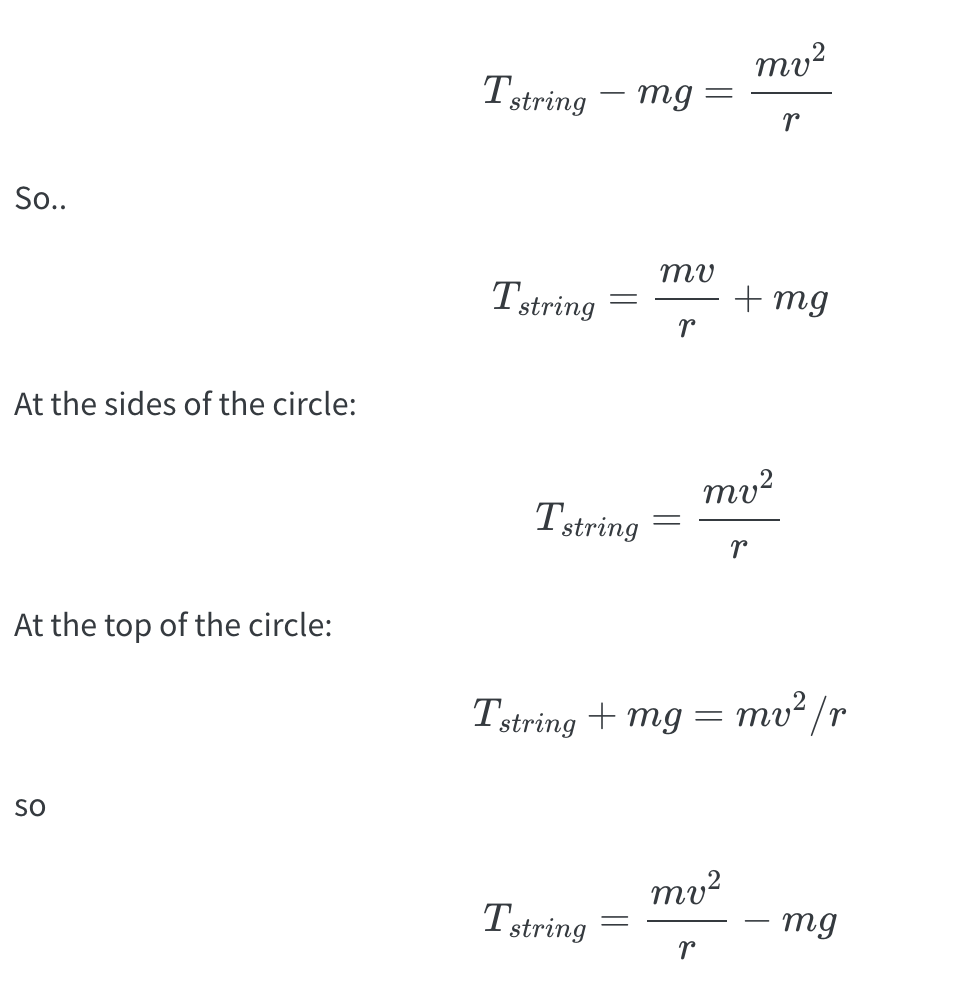 T_string − mg = mv²/r
So..
T_string = mv/r + mg
At the sides of the circle:
T_string = mv²/r
At the top of the circle:
T_string + mg = mv²/r
so
T_string = mv²/r − mg